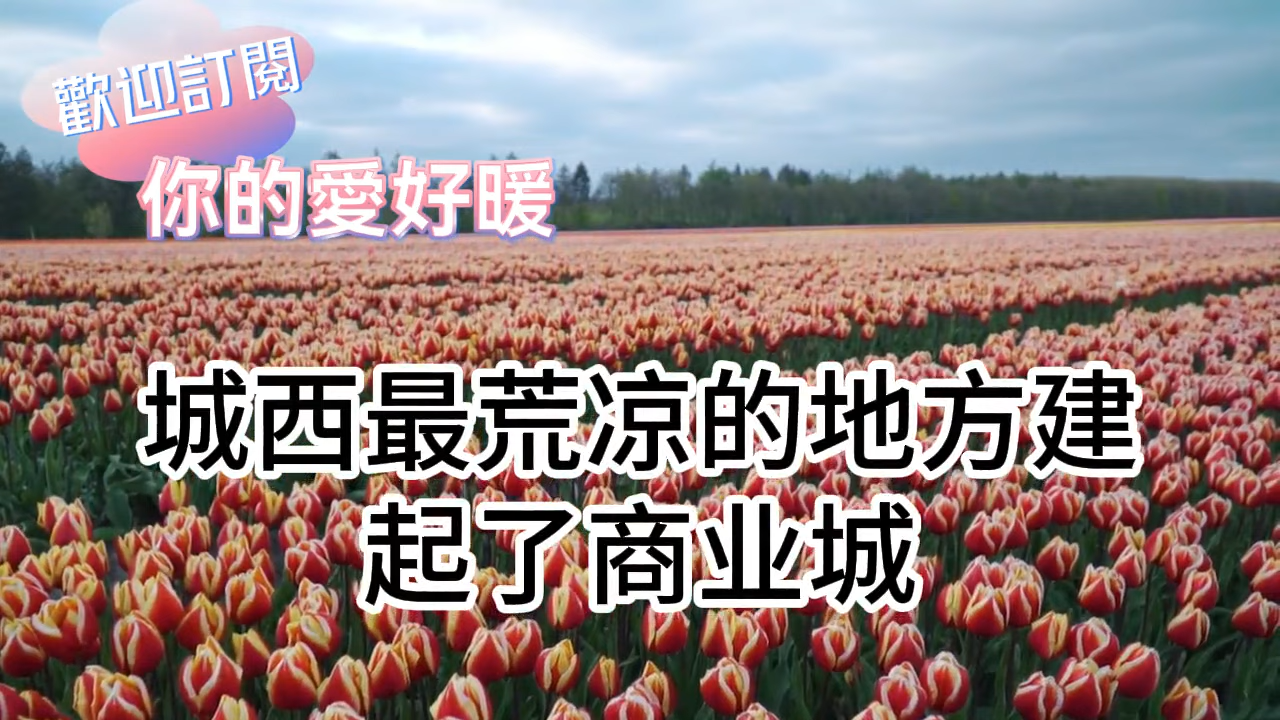 歡迎訂閱
你的愛好暖
城西最荒凉的地方建
起了商业城